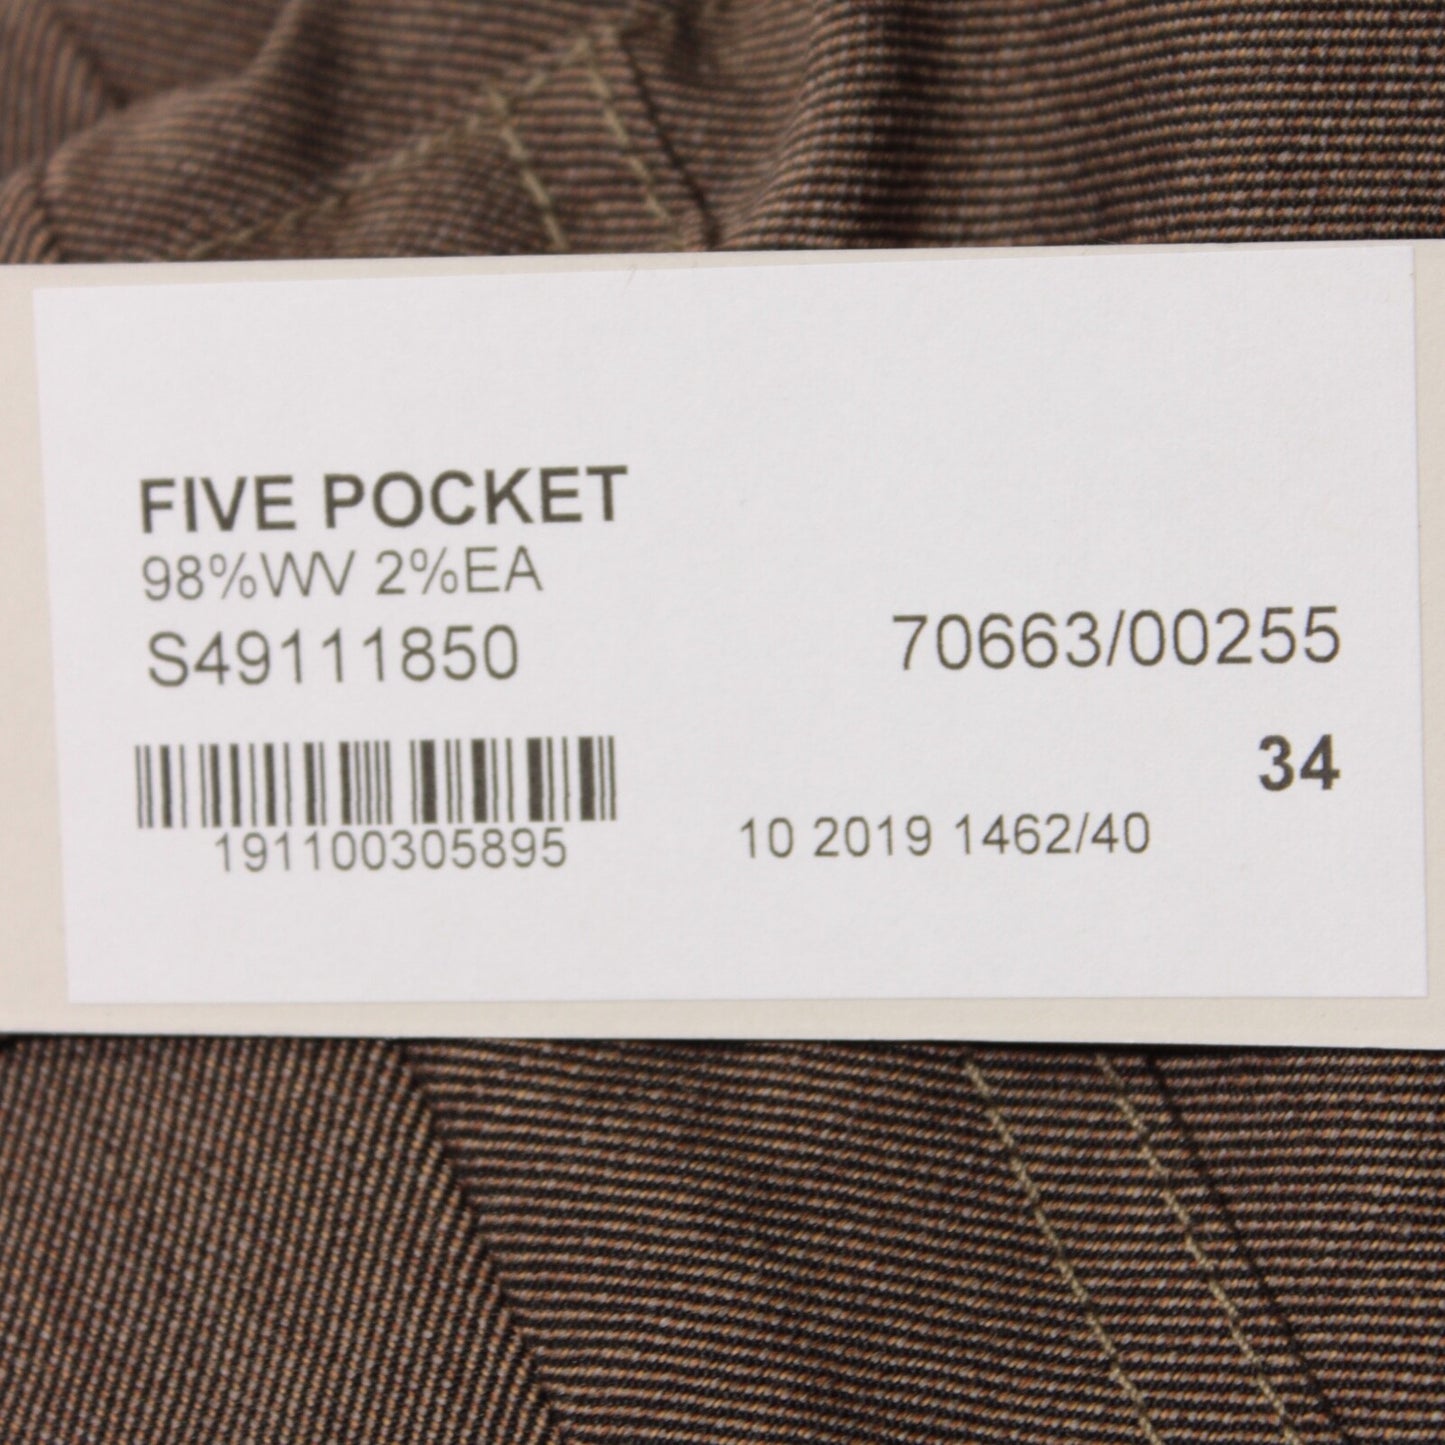 FIVE POCKET
98%WV 2%EA
S49111850
70663/00255
34
191100305895
10 2019 1462/40